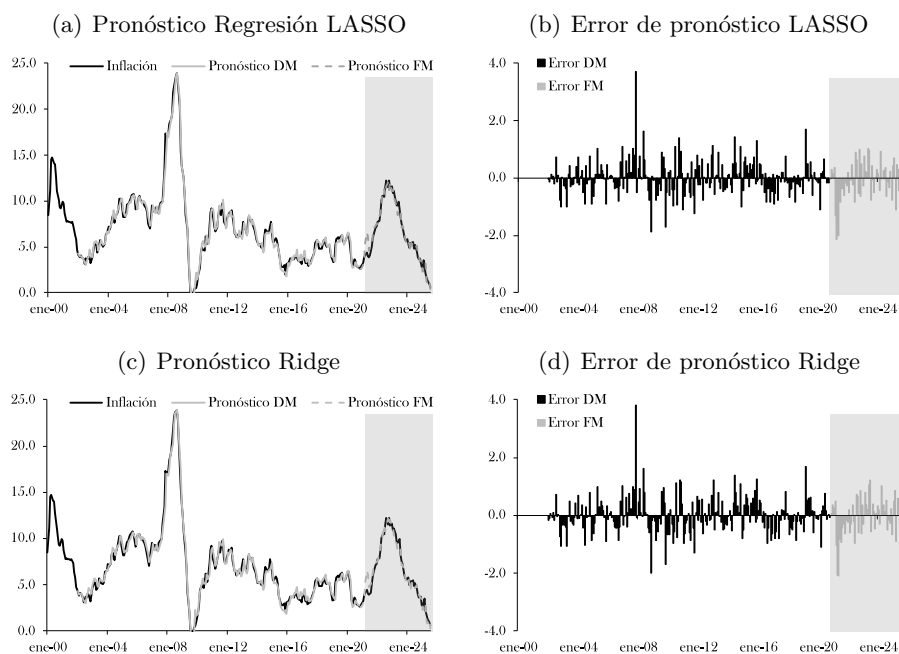 (a) Pronóstico Regresión LASSO
Inflación Pronóstico DM Pronóstico FM
25.0
20.0
15.0
10.0
5.0
0.0
ene-00 ene-04 ene-08 ene-12 ene-16 ene-20 ene-24
(b) Error de pronóstico LASSO
4.0
Error DM
Error FM
2.0
0.0
-2.0
-4.0
ene-00 ene-04 ene-08 ene-12 ene-16 ene-20 ene-24
(c) Pronóstico Ridge
Inflación Pronóstico DM Pronóstico FM
25.0
20.0
15.0
10.0
5.0
0.0
ene-00 ene-04 ene-08 ene-12 ene-16 ene-20 ene-24
(d) Error de pronóstico Ridge
4.0
Error DM
Error FM
2.0
0.0
-2.0
-4.0
ene-00 ene-04 ene-08 ene-12 ene-16 ene-20 ene-24